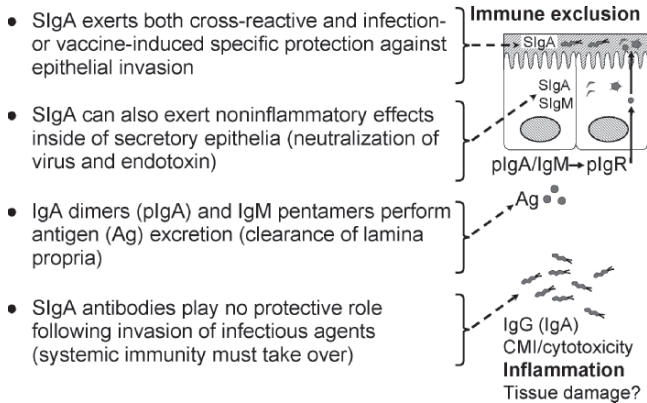 • SIgA exerts both cross-reactive and infection-
or vaccine-induced specific protection against
epithelial invasion
• SIgA can also exert noninflammatory effects
inside of secretory epithelia (neutralization of
virus and endotoxin)
• IgA dimers (pIgA) and IgM pentamers perform
antigen (Ag) excretion (clearance of lamina
propria)
• SIgA antibodies play no protective role
following invasion of infectious agents
(systemic immunity must take over)
Immune exclusion
SIgA
SIgA
SIgM
pIgA/IgM→pIgR
Ag
IgG (IgA)
CMI/cytotoxicity
Inflammation
Tissue damage?